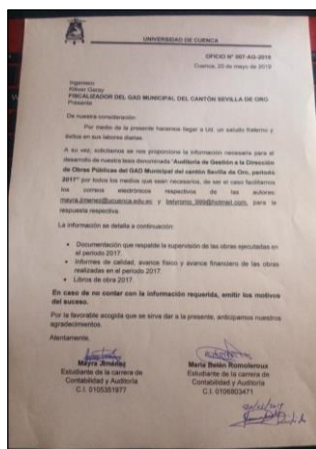 UNIVERSIDAD DE CUENCA
OFICIO Nº 007-AG-2019
Cuenca, 20 de mayo de 2019
Ingeniero
Klever Garay
FISCALIZADOR DEL GAD MUNICIPAL DEL CANTÓN SEVILLA DE ORO
Presente
De nuestra consideración:
Por medio de la presente hacemos llegar a Ud. un saludo fraterno y
éxitos en sus labores diarias.
A su vez, solicitamos se nos proporcione la información necesaria para el
desarrollo de nuestra tesis denominada "Auditoría de Gestión a la Dirección
de Obras Públicas del GAD Municipal del cantón Sevilla de Oro, periodo
2017" por todos los medios que sean necesarios, de ser el caso facilitamos
los correos electrónicos respectivos de las autores:
mayra.jimenez@ucuenca.edu.ec y para la
respuesta respectiva.
La información se detalla a continuación:
• Documentación que respalde la supervisión de las obras ejecutadas en
el periodo 2017.
• Informes de calidad, avance físico y avance financiero de las obras
realizadas en el periodo 2017.
• Libros de obra 2017.
En caso de no contar con la información requerida, emitir los motivos
del suceso.
Por la favorable acogida que se sirva dar a la presente, anticipamos nuestros
agradecimientos.
Atentamente,
Mayra Jiménez
Estudiante de la carrera de
Contabilidad y Auditoría
C.I. 0105351977
María Belén Romoleroux
Estudiante de la carrera de
Contabilidad y Auditoría
C.I. 0106803471